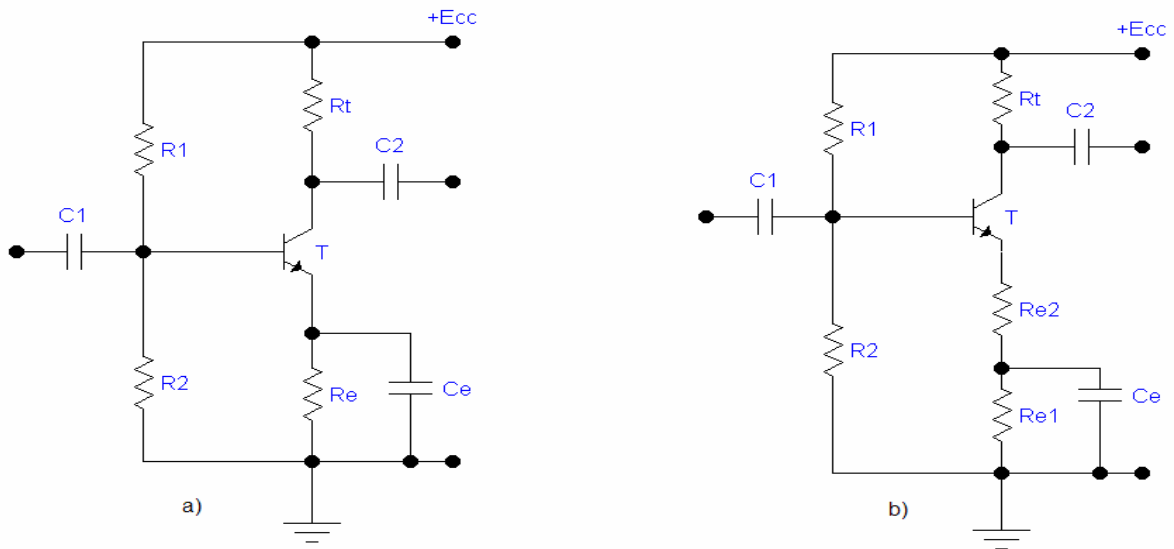 +Ecc
Rt
R1
C2
C1
T
R2
Re
Ce
a)
+Ecc
Rt
R1
C2
C1
T
Re2
R2
Re1
Ce
b)